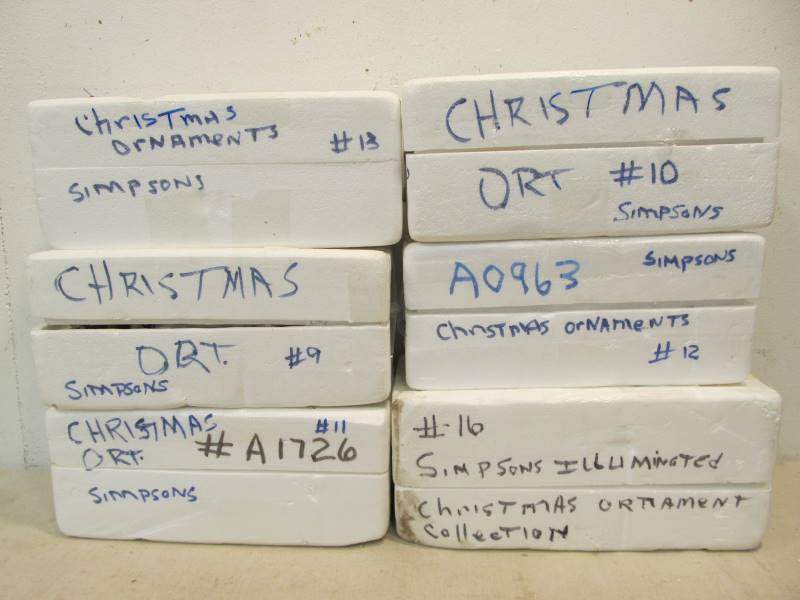 Christmas
Ornaments
#13
Simpsons
CHRISTMAS
ORT.
#9
Simpsons
CHRISTMAS #11
ORT. #A1726
Simpsons
CHRISTMAS
ORT #10
Simpsons
Simpsons
A0963
Christmas Ornaments
#12
#-16
Simpsons Illuminated
Christmas Ornament
Collection